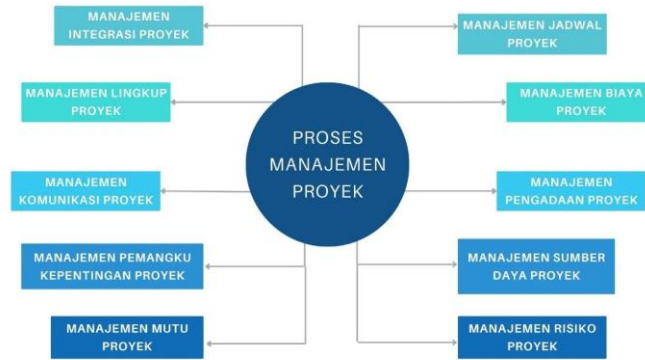 MANAJEMEN
INTEGRASI PROYEK
MANAJEMEN JADWAL
PROYEK
MANAJEMEN LINGKUP
PROYEK
MANAJEMEN BIAYA
PROYEK
PROSES
MANAJEMEN
PROYEK
MANAJEMEN
KOMUNIKASI PROYEK
MANAJEMEN
PENGADAAN PROYEK
MANAJEMEN PEMANGKU
KEPENTINGAN PROYEK
MANAJEMEN SUMBER
DAYA PROYEK
MANAJEMEN MUTU
PROYEK
MANAJEMEN RISIKO
PROYEK